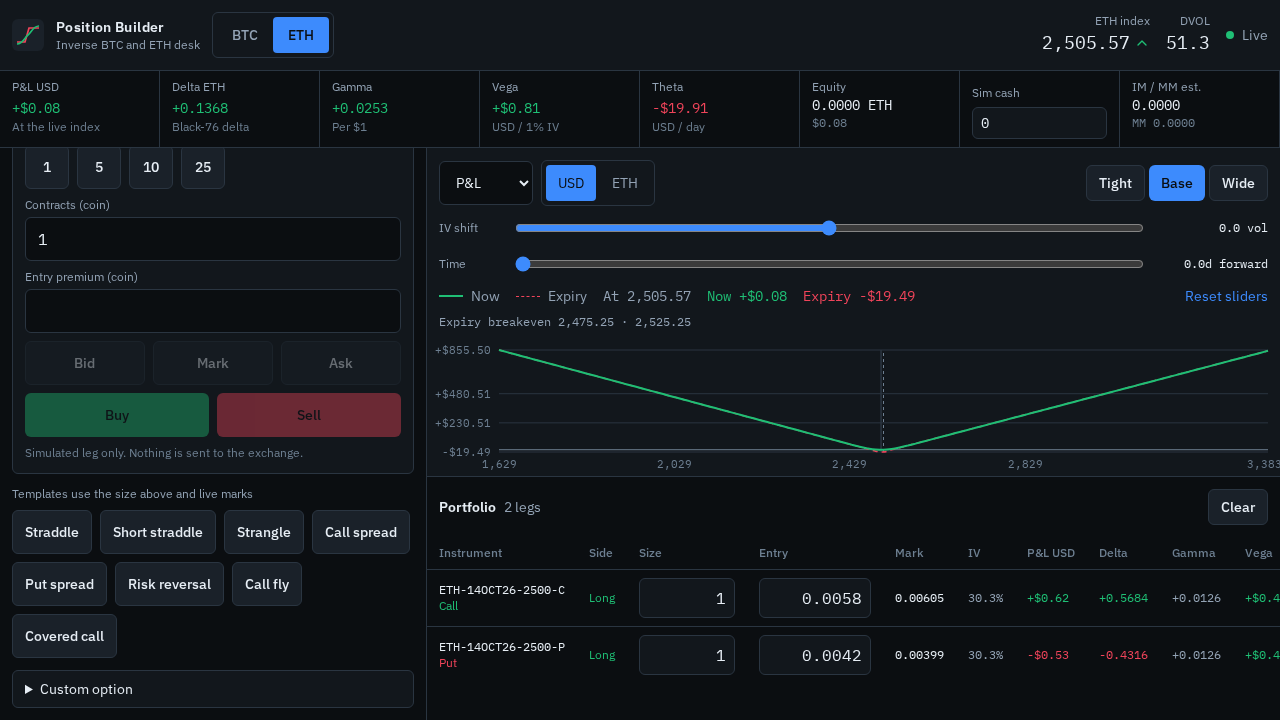 Position Builder
Inverse BTC and ETH desk
BTC ETH
ETH index
2,505.57
DVOL
51.3
Live
P&L USD
+$0.08
At the live index
Delta ETH
+0.1368
Black-76 delta
Gamma
+0.0253
Per $1
Vega
+$0.81
USD / 1% IV
Theta
-$19.91
USD / day
Equity
0.0000 ETH
$0.08
Sim cash
0
IM / MM est.
0.0000
MM 0.0000
1 5 10 25
Contracts (coin)
1
Entry premium (coin)
Bid Mark Ask
Buy Sell
Simulated leg only. Nothing is sent to the exchange.
Templates use the size above and live marks
Straddle Short straddle Strangle Call spread
Put spread Risk reversal Call fly
Covered call
Custom option
P&L USD ETH Tight Base Wide
IV shift 0.0 vol
Time 0.0d forward
Now Expiry At 2,505.57 Now +$0.08 Expiry -$19.49 Reset sliders
Expiry breakeven 2,475.25 · 2,525.25
+$855.50
+$480.51
+$230.51
-$19.49
1,629 2,029 2,429 2,829 3,383
Portfolio 2 legs Clear
Instrument Side Size Entry Mark IV P&L USD Delta Gamma Vega
ETH-14OCT26-2500-C Long 1 0.0058 0.00605 30.3% +$0.62 +0.5684 +0.0126 +$0.4
Call
ETH-14OCT26-2500-P Long 1 0.0042 0.00399 30.3% -$0.53 -0.4316 +0.0126 +$0.4
Put